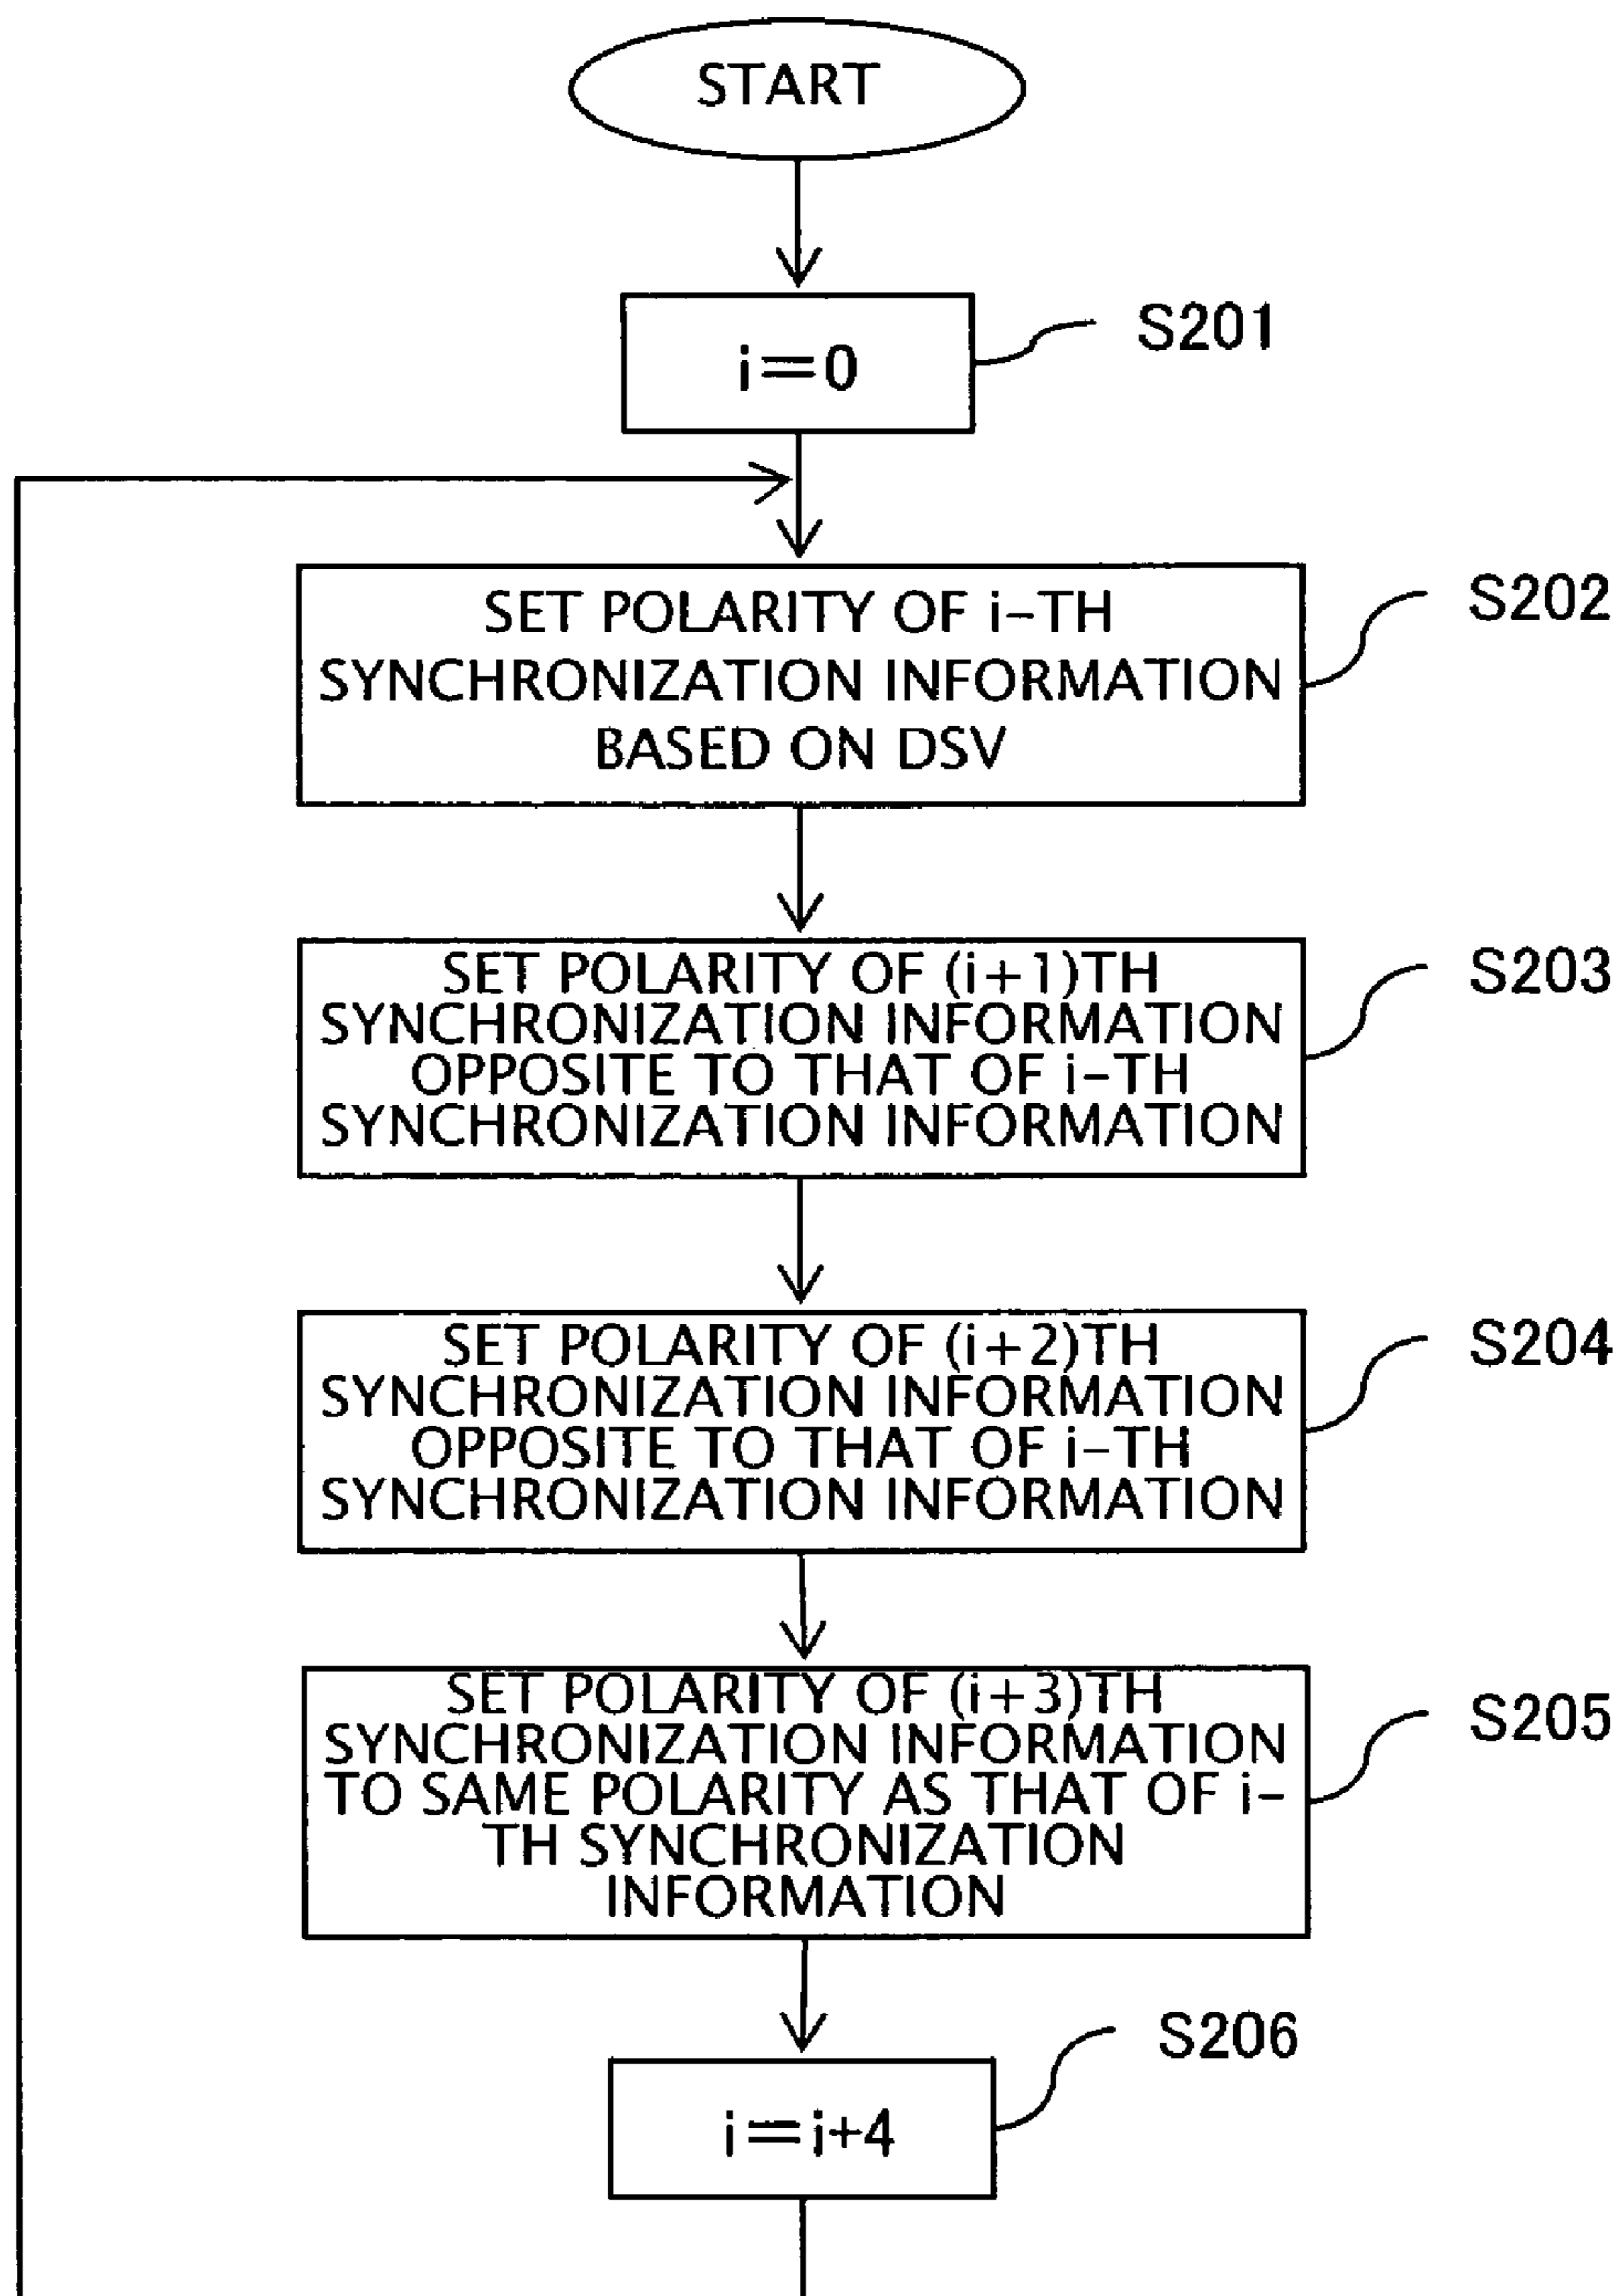 START
S201
i=0
S202
SET POLARITY OF i-TH
SYNCHRONIZATION INFORMATION
BASED ON DSV
S203
SET POLARITY OF (i+1)TH
SYNCHRONIZATION INFORMATION
OPPOSITE TO THAT OF i-TH
SYNCHRONIZATION INFORMATION
S204
SET POLARITY OF (i+2)TH
SYNCHRONIZATION INFORMATION
OPPOSITE TO THAT OF i-TH
SYNCHRONIZATION INFORMATION
S205
SET POLARITY OF (i+3)TH
SYNCHRONIZATION INFORMATION
TO SAME POLARITY AS THAT OF i-
TH SYNCHRONIZATION
INFORMATION
S206
i=i+4